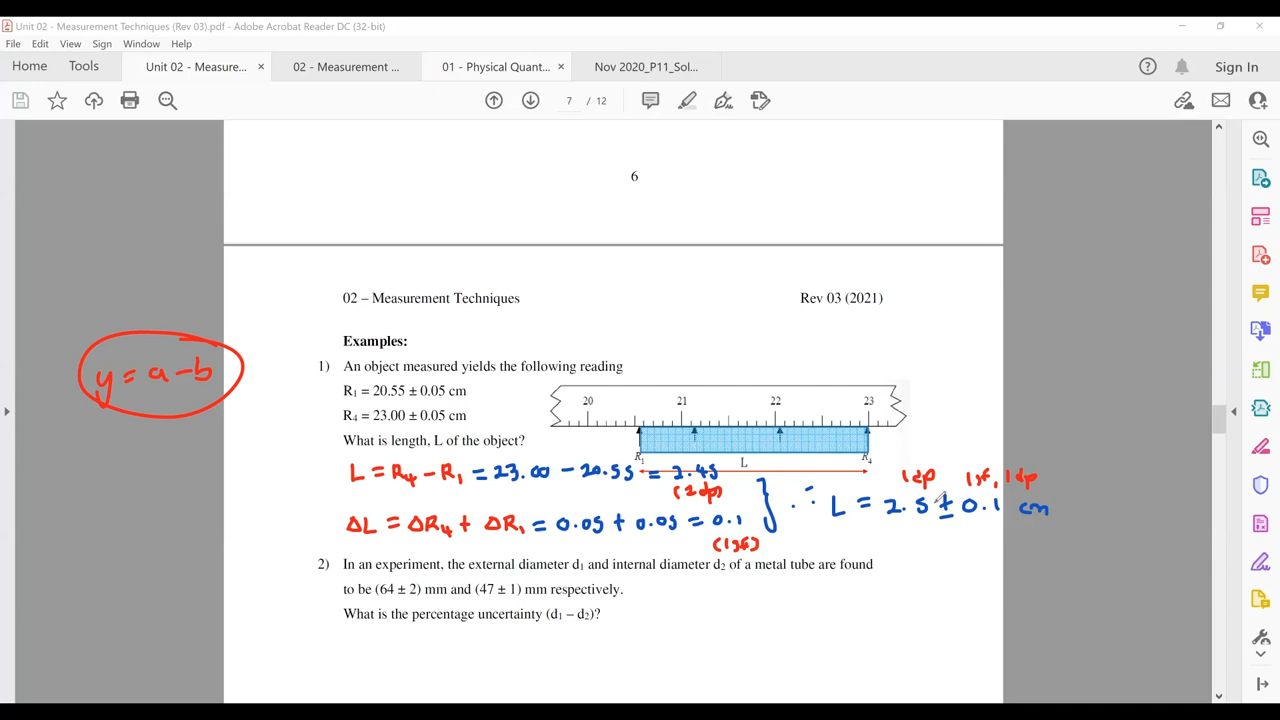 Unit 02 - Measurement Techniques (Rev 03).pdf - Adobe Acrobat Reader DC (32-bit)
File Edit View Sign Window Help
Home Tools Unit 02 - Measure... × 02 - Measurement ... 01 - Physical Quant... × Nov 2020_P11_Sol... Sign In
7 / 12
6
02 – Measurement Techniques Rev 03 (2021)
Examples:
1) An object measured yields the following reading
R₁ = 20.55 ± 0.05 cm
R₄ = 23.00 ± 0.05 cm
What is length, L of the object?
20 21 22 23
R₁ L R₄
y = a - b
L = R₄ - R₁ = 23.00 - 20.55 = 2.45
(2dp)
ΔL = ΔR₄ + ΔR₁ = 0.05 + 0.05 = 0.1
(1sf)
1dp 1sf, 1dp
∴ L = 2.5 ± 0.1 cm
2) In an experiment, the external diameter d₁ and internal diameter d₂ of a metal tube are found
to be (64 ± 2) mm and (47 ± 1) mm respectively.
What is the percentage uncertainty (d₁ – d₂)?